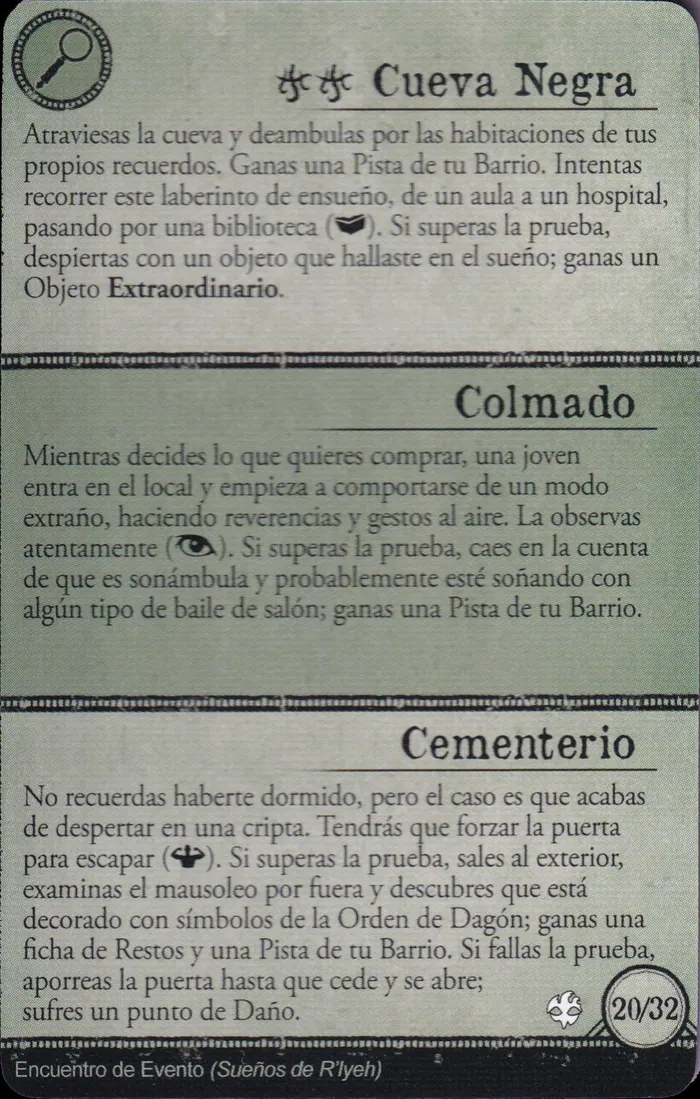 Cueva Negra
Atraviesas la cueva y deambulas por las habitaciones de tus
propios recuerdos. Ganas una Pista de tu Barrio. Intentas
recorrer este laberinto de ensueño, de un aula a un hospital,
pasando por una biblioteca ( ). Si superas la prueba,
despiertas con un objeto que hallaste en el sueño; ganas un
Objeto Extraordinario.
Colmado
Mientras decides lo que quieres comprar, una joven
entra en el local y empieza a comportarse de un modo
extraño, haciendo reverencias y gestos al aire. La observas
atentamente ( ). Si superas la prueba, caes en la cuenta
de que es sonámbula y probablemente esté soñando con
algún tipo de baile de salón; ganas una Pista de tu Barrio.
Cementerio
No recuerdas haberte dormido, pero el caso es que acabas
de despertar en una cripta. Tendrás que forzar la puerta
para escapar ( ). Si superas la prueba, sales al exterior,
examinas el mausoleo por fuera y descubres que está
decorado con símbolos de la Orden de Dagón; ganas una
ficha de Restos y una Pista de tu Barrio. Si fallas la prueba,
aporreas la puerta hasta que cede y se abre;
sufres un punto de Daño.
20/32
Encuentro de Evento (Sueños de R'lyeh)